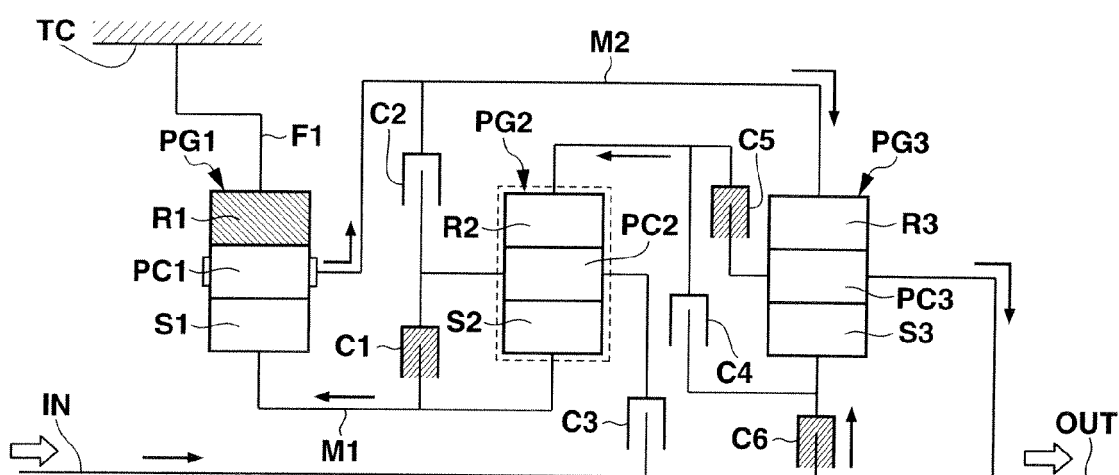 TC
M2
C2
PG2
C5
PG1
F1
PG3
R1
R2
PC2
R3
PC1
PC3
S1
S2
S3
C1
C4
IN
M1
C3
C6
OUT